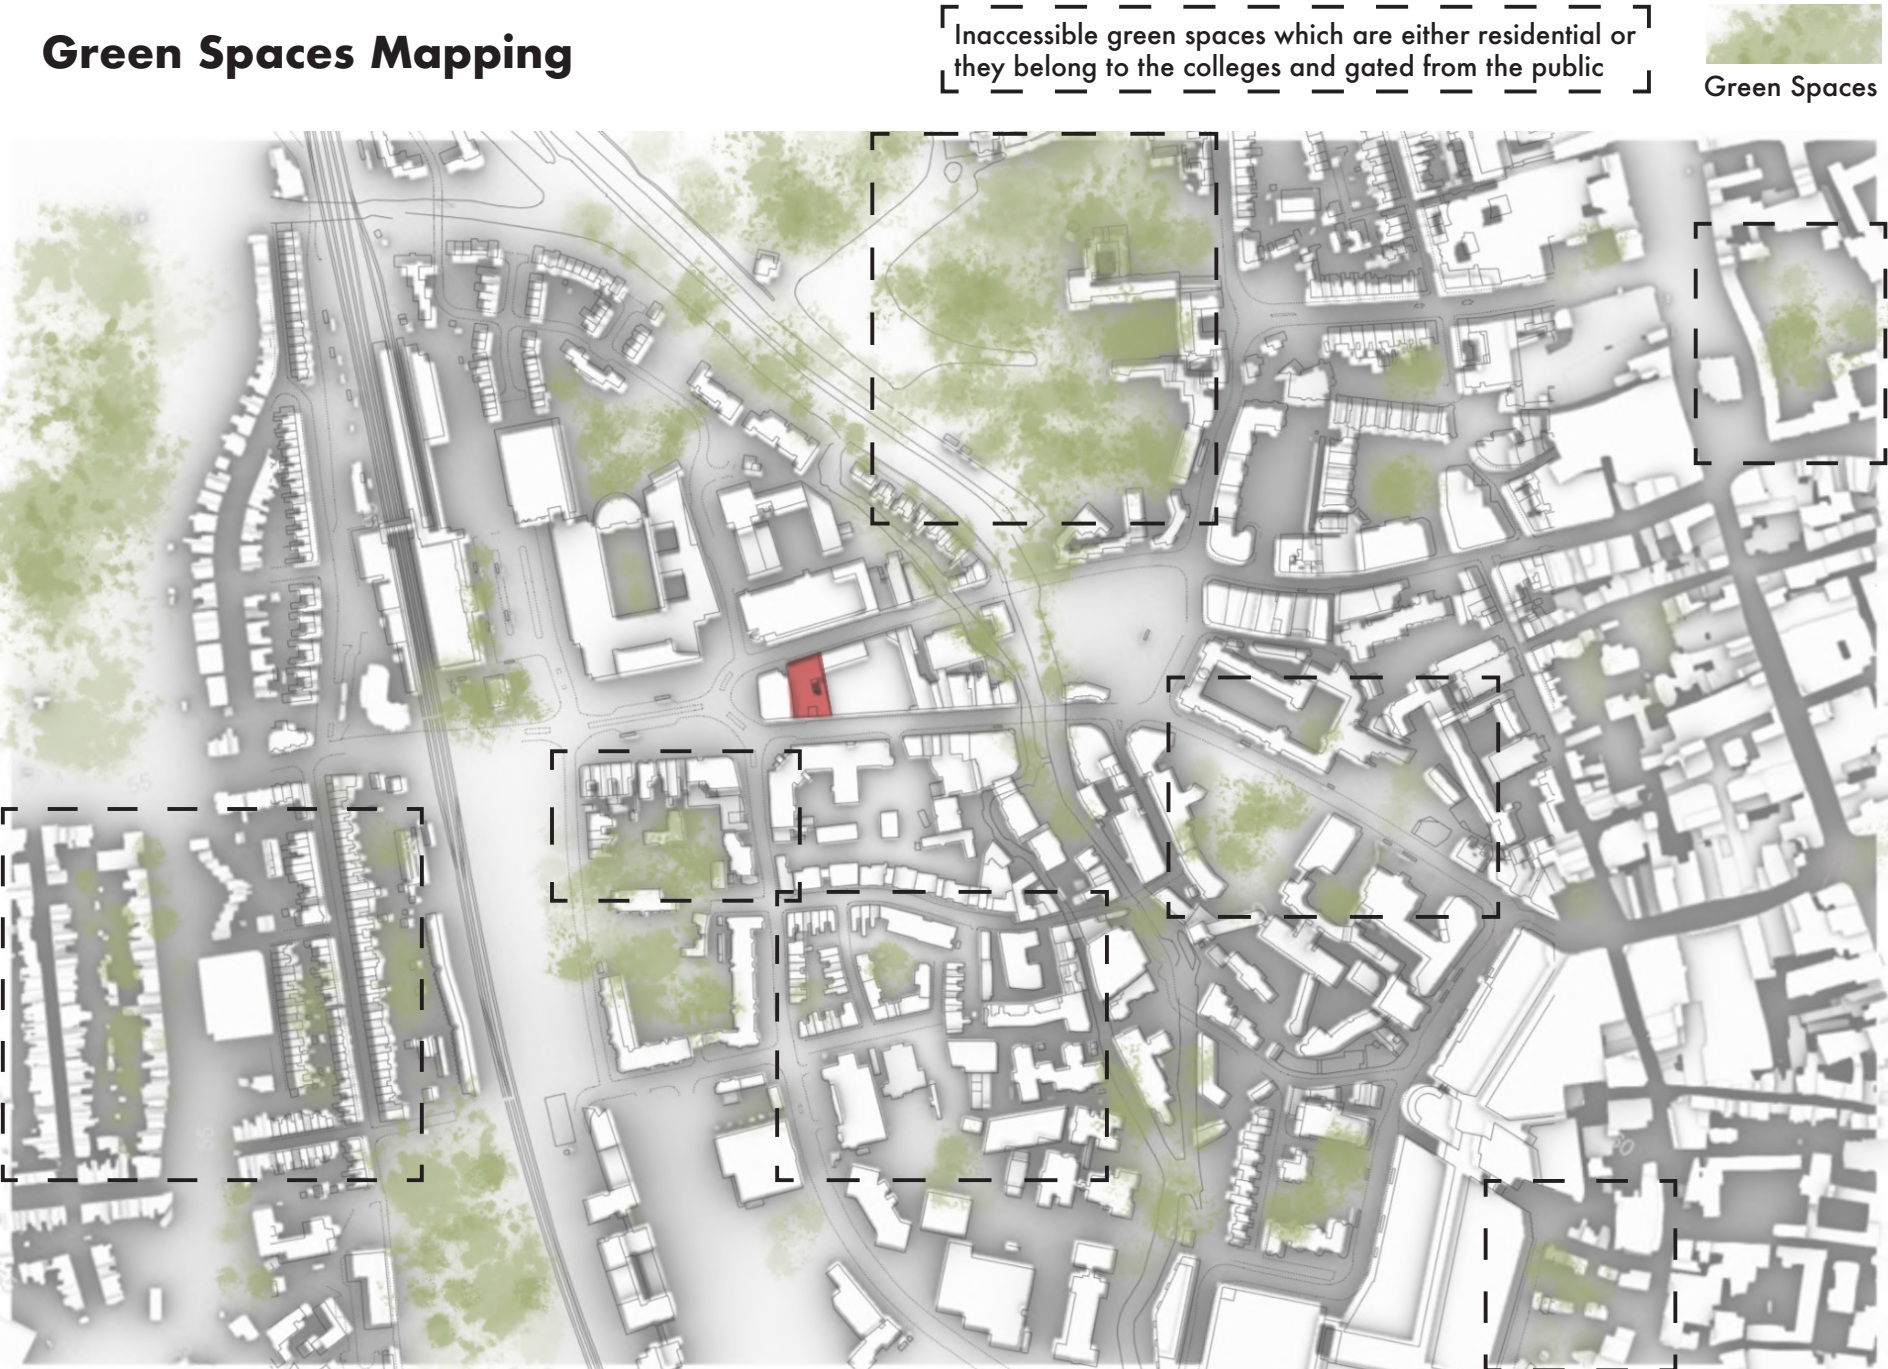 Green Spaces Mapping
Inaccessible green spaces which are either residential or
they belong to the colleges and gated from the public
Green Spaces